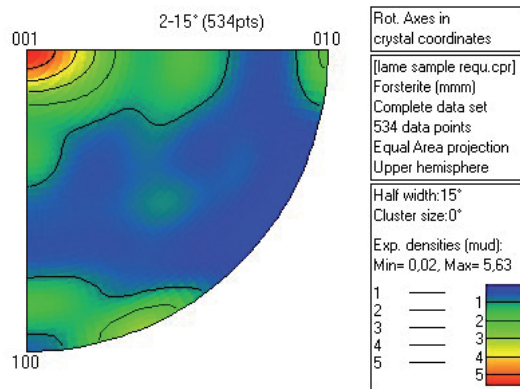 2-15° (534pts)
001
010
100
Rot. Axes in
crystal coordinates
[lame sample requ.cpr]
Forsterite (mmm)
Complete data set
534 data points
Equal Area projection
Upper hemisphere
Half width:15°
Cluster size:0°
Exp. densities (mud):
Min= 0,02, Max= 5,63
1
2
3
4
5
1
2
3
4
5